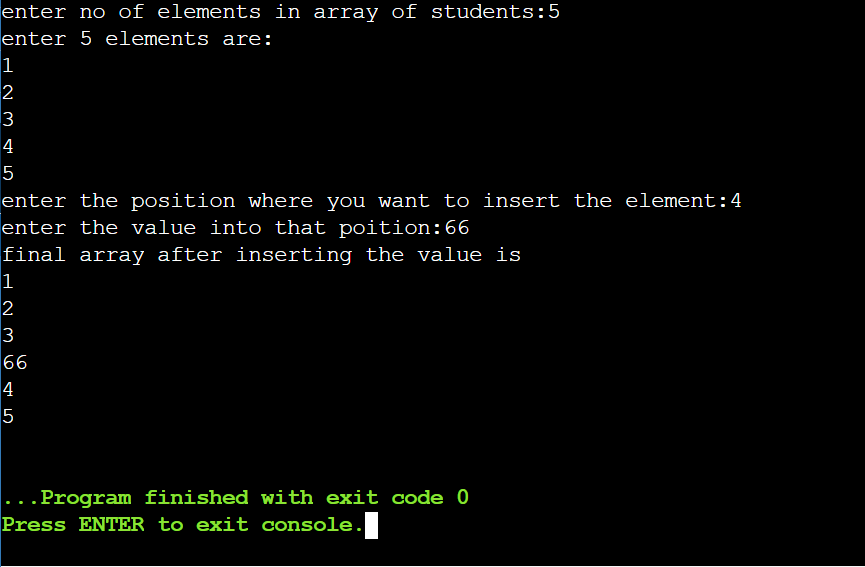 enter no of elements in array of students:5
enter 5 elements are:
1
2
3
4
5
enter the position where you want to insert the element:4
enter the value into that poition:66
final array after inserting the value is
1
2
3
66
4
5
...Program finished with exit code 0
Press ENTER to exit console.